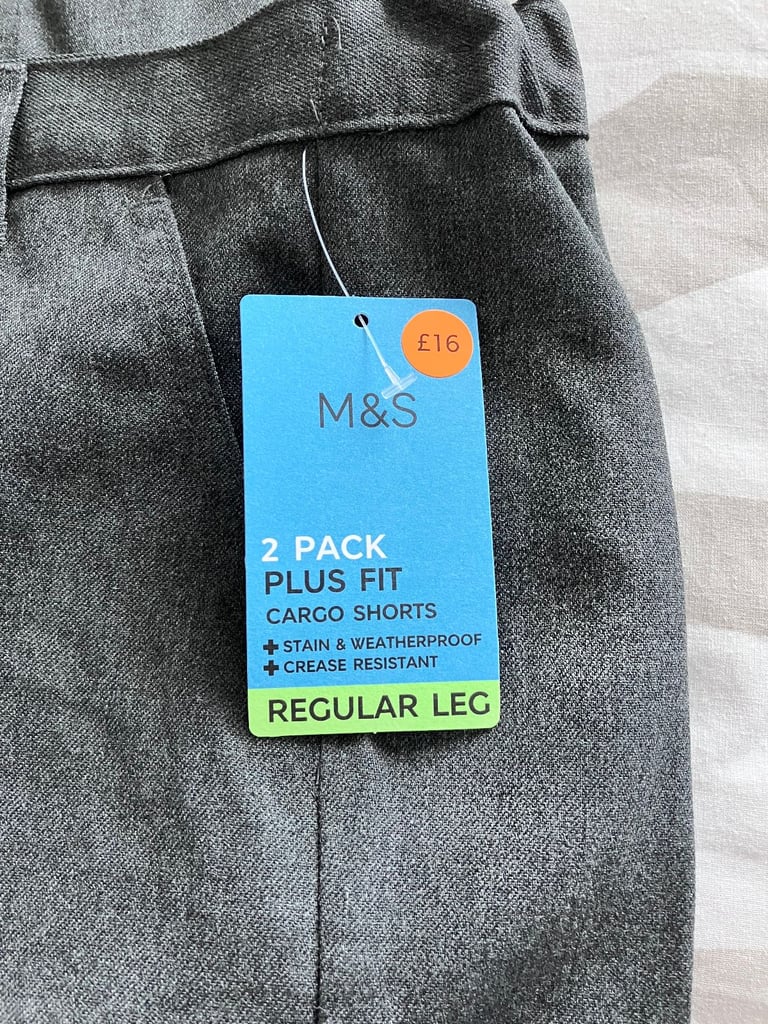 £16
M&S
2 PACK
PLUS FIT
CARGO SHORTS
+ STAIN & WEATHERPROOF
+ CREASE RESISTANT
REGULAR LEG